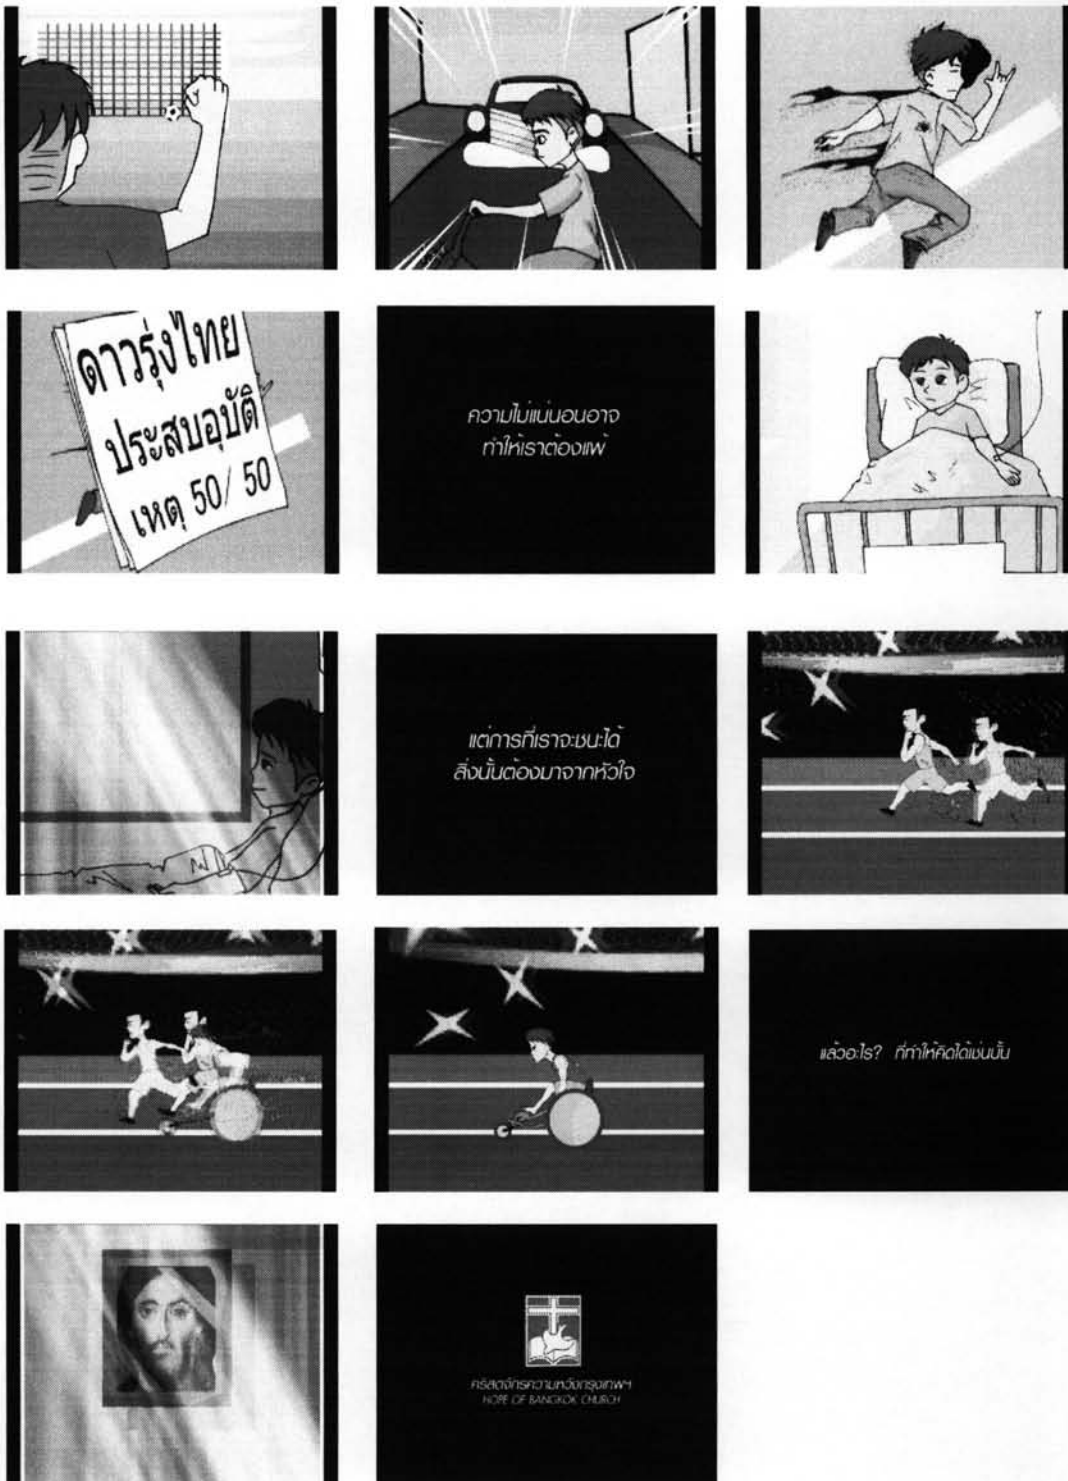 ดาวรุ่งไทย
ประสบอุบัติ
เหตุ 50/ 50
ความไม่แน่นอนอาจ
ทำให้เราต้องแพ้
แต่การที่เราจะชนะได้
สิ่งนั้นต้องมาจากหัวใจ
แล้วอะไร? ที่ทำให้คิดได้เช่นนั้น
คริสตจักรความหวังกรุงเทพฯ
HOPE OF BANGKOK CHURCH